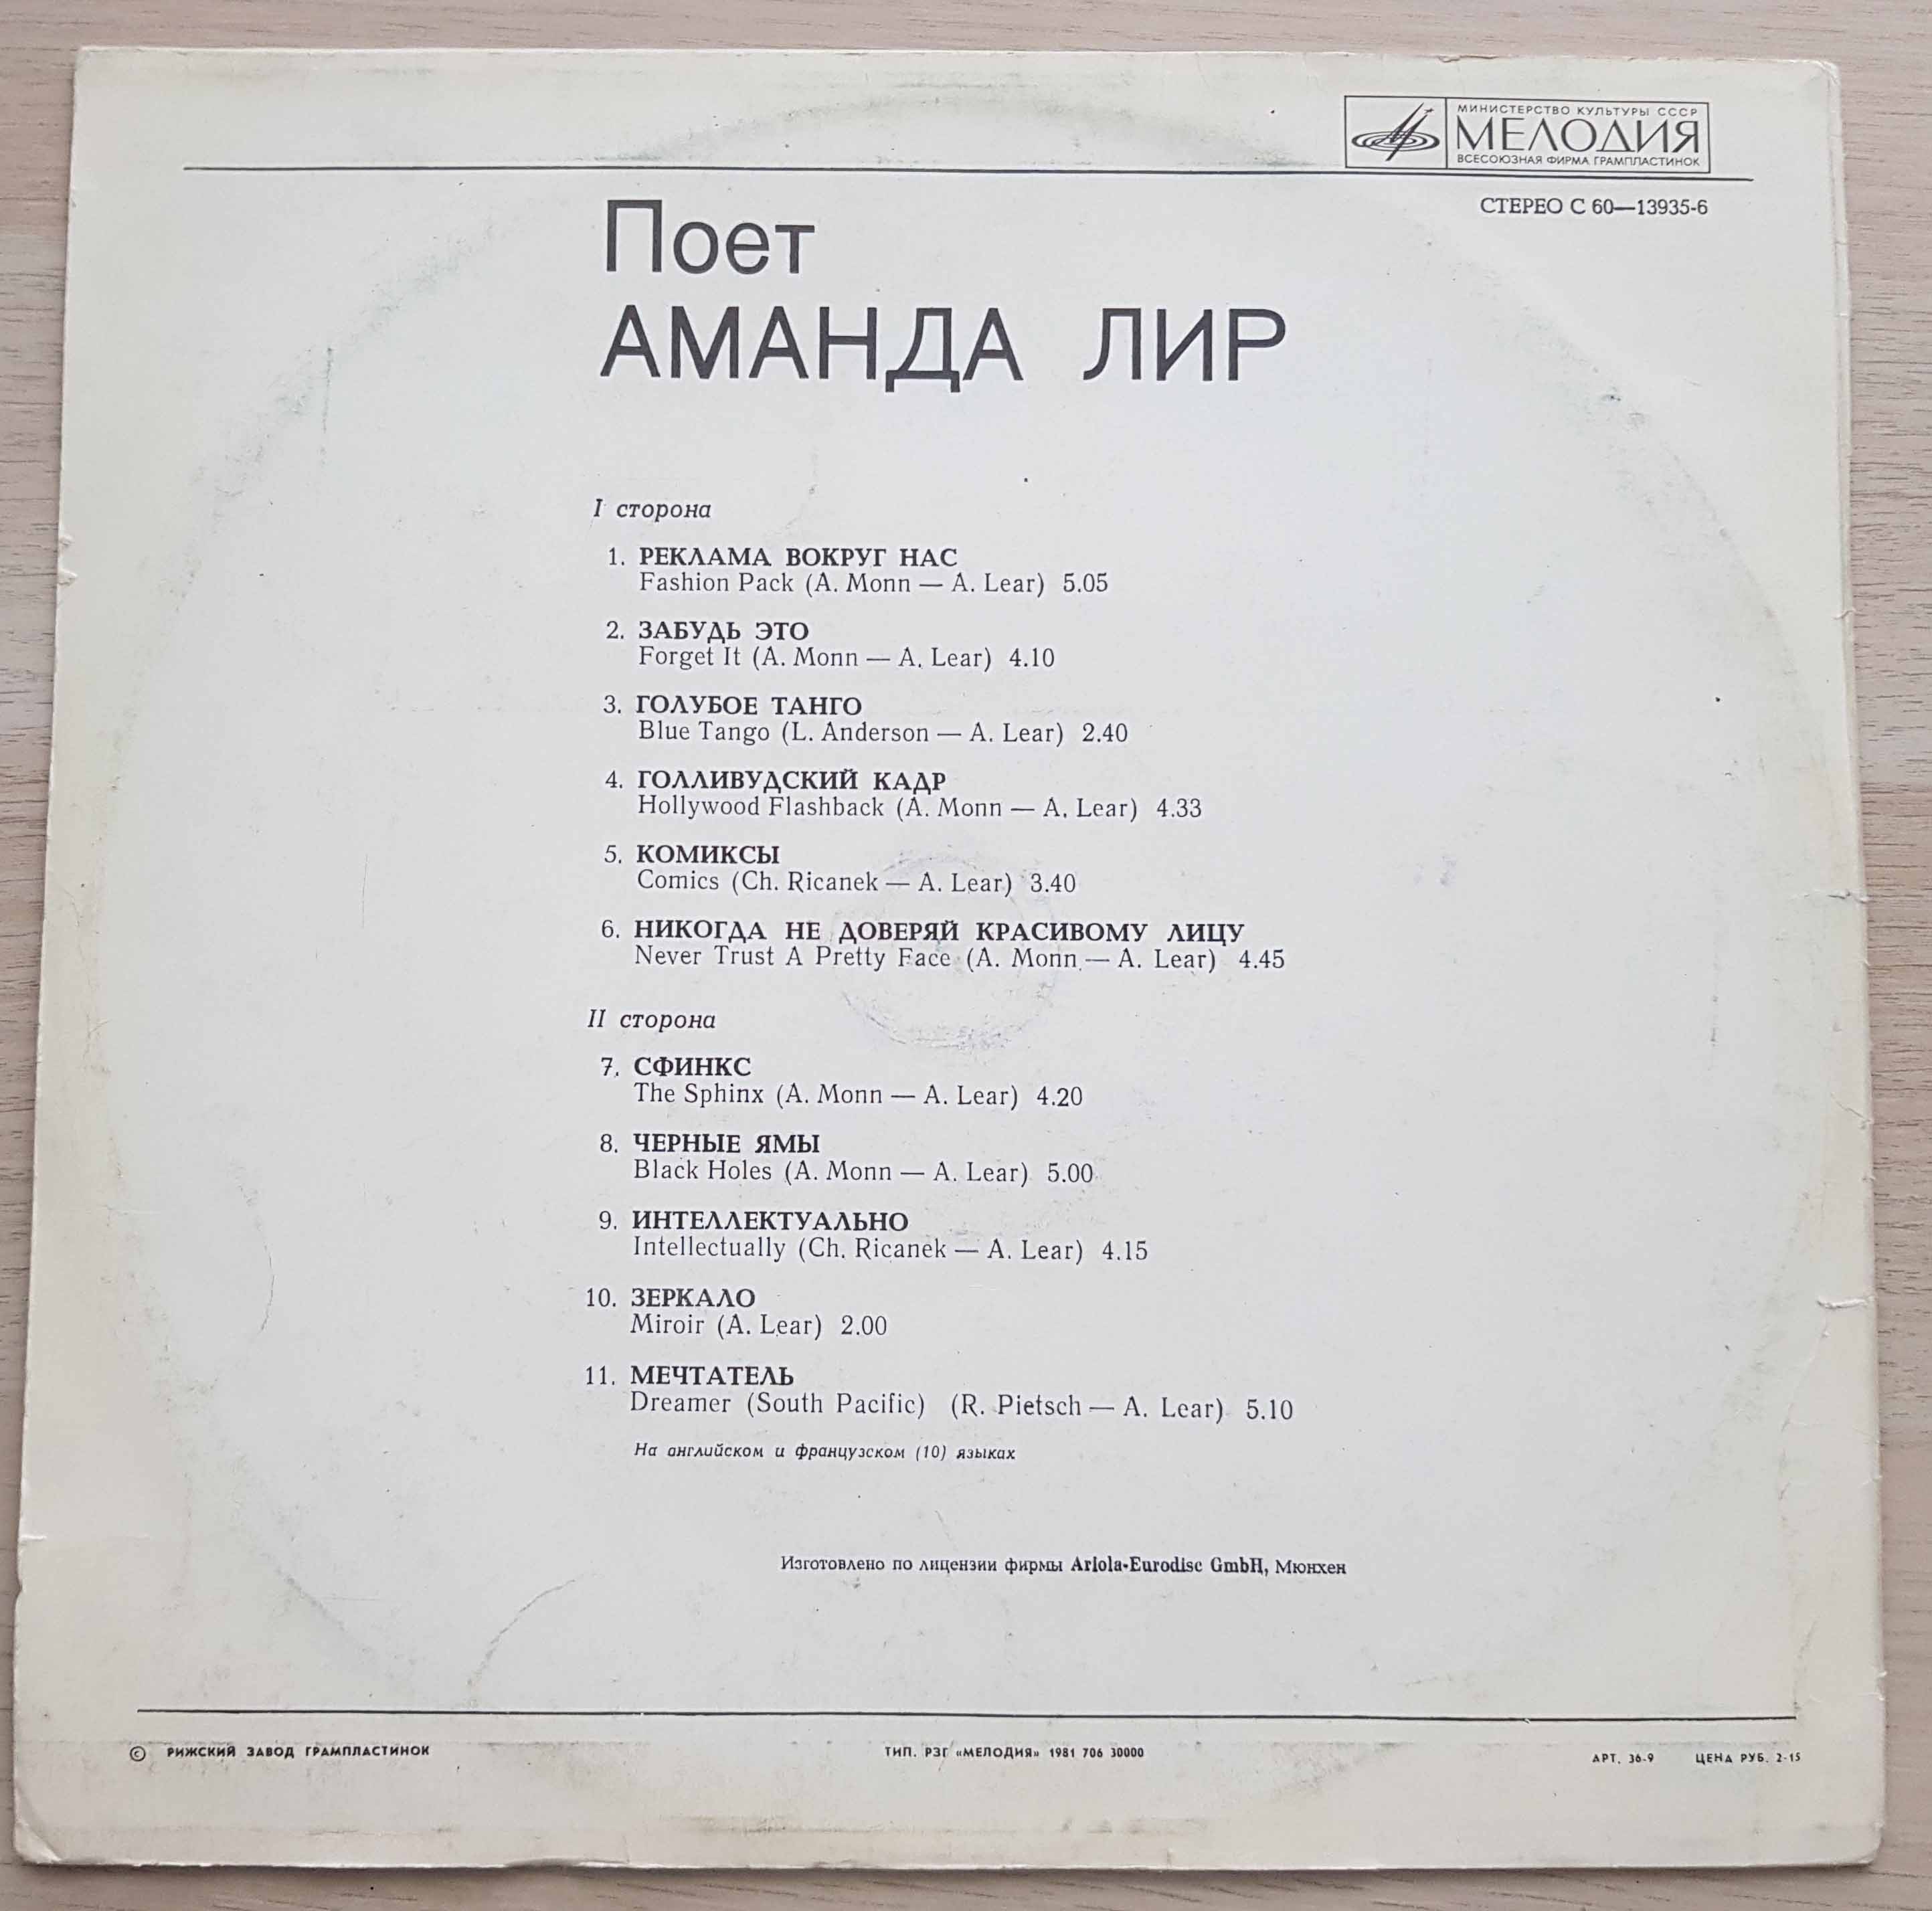 МИНИСТЕРСТВО КУЛЬТУРЫ СССР
МЕЛОДИЯ
ВСЕСОЮЗНАЯ ФИРМА ГРАМПЛАСТИНОК
СТЕРЕО С 60—13935-6
Поет
АМАНДА ЛИР
I сторона
1. РЕКЛАМА ВОКРУГ НАС
Fashion Pack (A. Monn — A. Lear) 5.05
2. ЗАБУДЬ ЭТО
Forget It (A. Monn — A. Lear) 4.10
3. ГОЛУБОЕ ТАНГО
Blue Tango (L. Anderson — A. Lear) 2.40
4. ГОЛЛИВУДСКИЙ КАДР
Hollywood Flashback (A. Monn — A. Lear) 4.33
5. КОМИКСЫ
Comics (Ch. Ricanek — A. Lear) 3.40
6. НИКОГДА НЕ ДОВЕРЯЙ КРАСИВОМУ ЛИЦУ
Never Trust A Pretty Face (A. Monn — A. Lear) 4.45
II сторона
7. СФИНКС
The Sphinx (A. Monn — A. Lear) 4.20
8. ЧЕРНЫЕ ЯМЫ
Black Holes (A. Monn — A. Lear) 5.00
9. ИНТЕЛЛЕКТУАЛЬНО
Intellectually (Ch. Ricanek — A. Lear) 4.15
10. ЗЕРКАЛО
Miroir (A. Lear) 2.00
11. МЕЧТАТЕЛЬ
Dreamer (South Pacific) (R. Pietsch — A. Lear) 5.10
На английском и французском (10) языках
Изготовлено по лицензии фирмы Ariola-Eurodisc GmbH, Мюнхен
© РИЖСКИЙ ЗАВОД ГРАМПЛАСТИНОК
ТИП. РЗГ «МЕЛОДИЯ» 1981 706 30000
АРТ. 36-9 ЦЕНА РУБ. 2-15